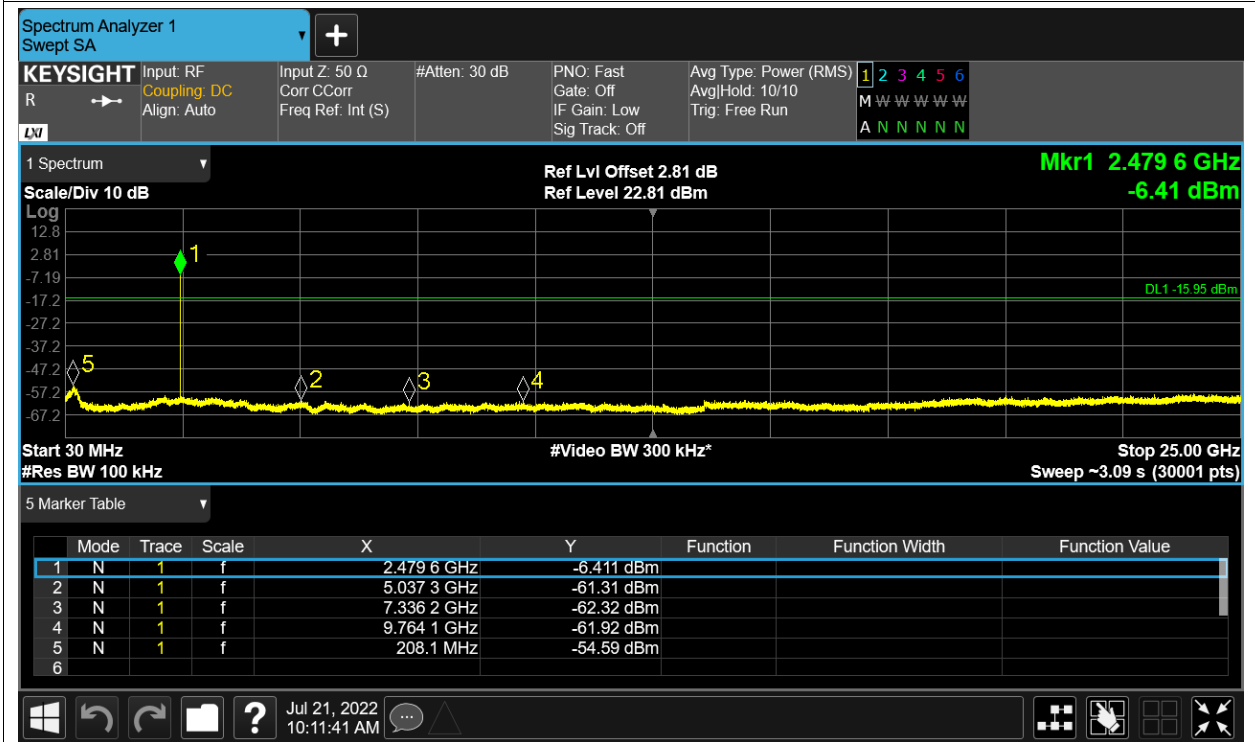 Spectrum Analyzer 1
Swept SA
+
KEYSIGHT
R
LXI
Input: RF
Coupling: DC
Align: Auto
Input Z: 50 Ω
Corr CCorr
Freq Ref: Int (S)
#Atten: 30 dB
PNO: Fast
Gate: Off
IF Gain: Low
Sig Track: Off
Avg Type: Power (RMS)
Avg|Hold: 10/10
Trig: Free Run
1 2 3 4 5 6
M W W W W W
A N N N N N
1 Spectrum
Scale/Div 10 dB
Ref Lvl Offset 2.81 dB
Ref Level 22.81 dBm
Mkr1 2.479 6 GHz
-6.41 dBm
Log
12.8
2.81
-7.19
-17.2
-27.2
-37.2
-47.2
-57.2
-67.2
1
DL1 -15.95 dBm
5
2
3
4
Start 30 MHz
#Res BW 100 kHz
#Video BW 300 kHz*
Stop 25.00 GHz
Sweep ~3.09 s (30001 pts)
5 Marker Table
Mode Trace Scale X Y Function Function Width Function Value
1 N 1 f 2.479 6 GHz -6.411 dBm
2 N 1 f 5.037 3 GHz -61.31 dBm
3 N 1 f 7.336 2 GHz -62.32 dBm
4 N 1 f 9.764 1 GHz -61.92 dBm
5 N 1 f 208.1 MHz -54.59 dBm
6
?
Jul 21, 2022
10:11:41 AM